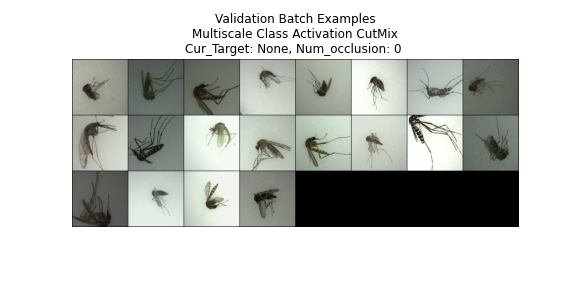 Validation Batch Examples
Multiscale Class Activation CutMix
Cur_Target: None, Num_occlusion: 0